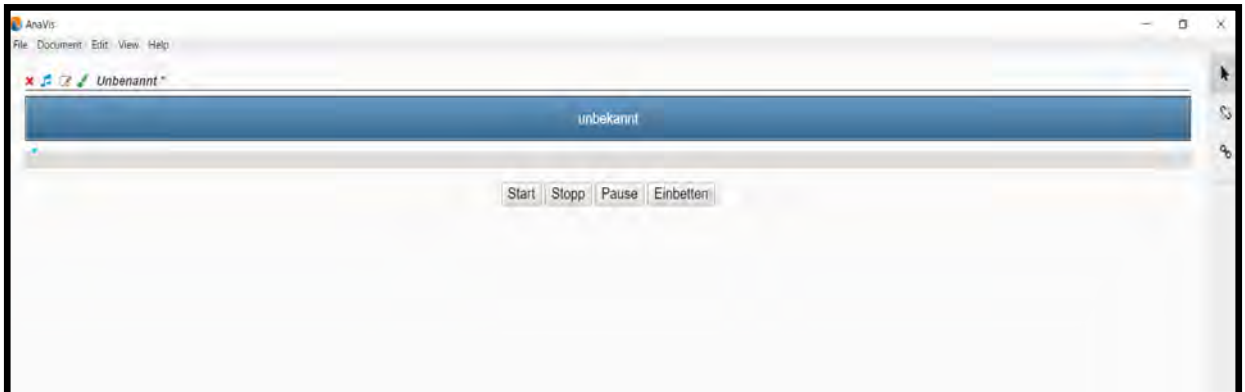 AnaVis
File Document Edit View Help
Unbenannt *
unbekannt
Start Stopp Pause Einbetten